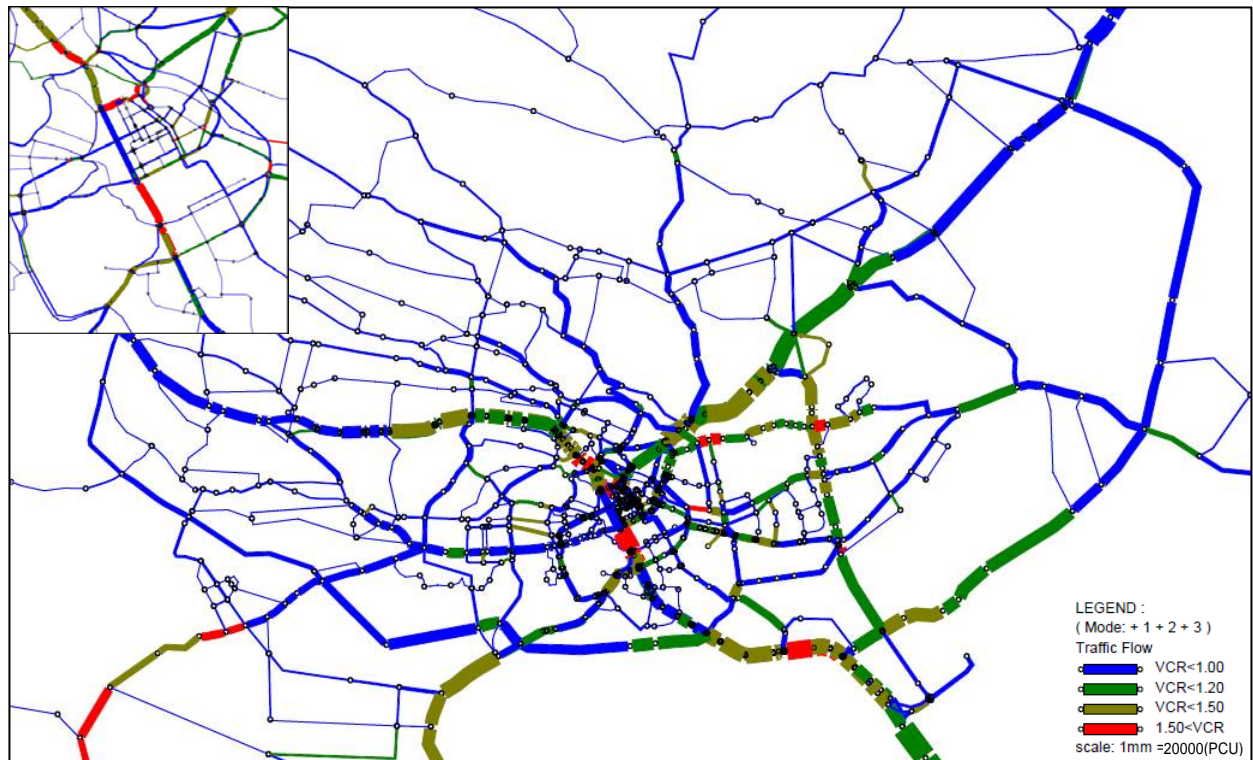 LEGEND :
( Mode: + 1 + 2 + 3 )
Traffic Flow
VCR<1.00
VCR<1.20
VCR<1.50
1.50<VCR
scale: 1mm =20000(PCU)